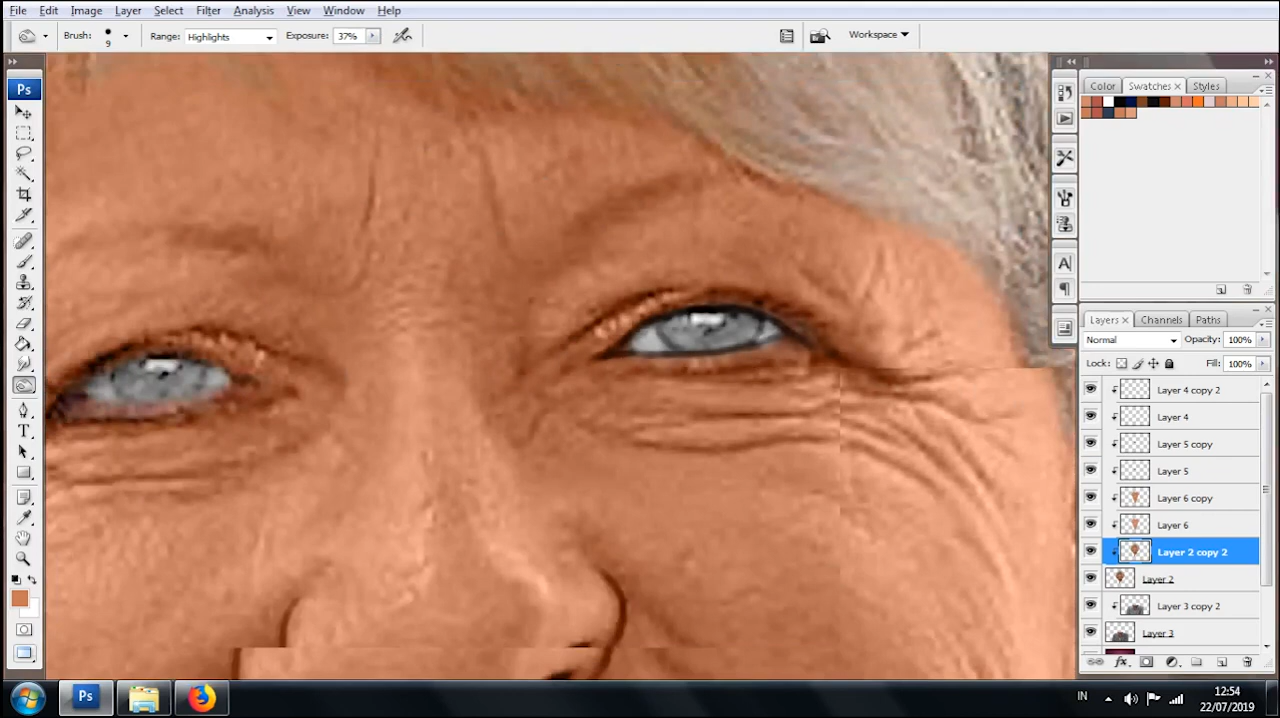 File Edit Image Layer Select Filter Analysis View Window Help
Brush: 9 Range: Highlights Exposure: 37% Workspace
Ps
Color Swatches × Styles
Layers × Channels Paths
Normal Opacity: 100%
Lock: Fill: 100%
Layer 4 copy 2
Layer 4
Layer 5 copy
Layer 5
Layer 6 copy
Layer 6
Layer 2 copy 2
Layer 2
Layer 3 copy 2
Layer 3
Ps IN 12:54
22/07/2019